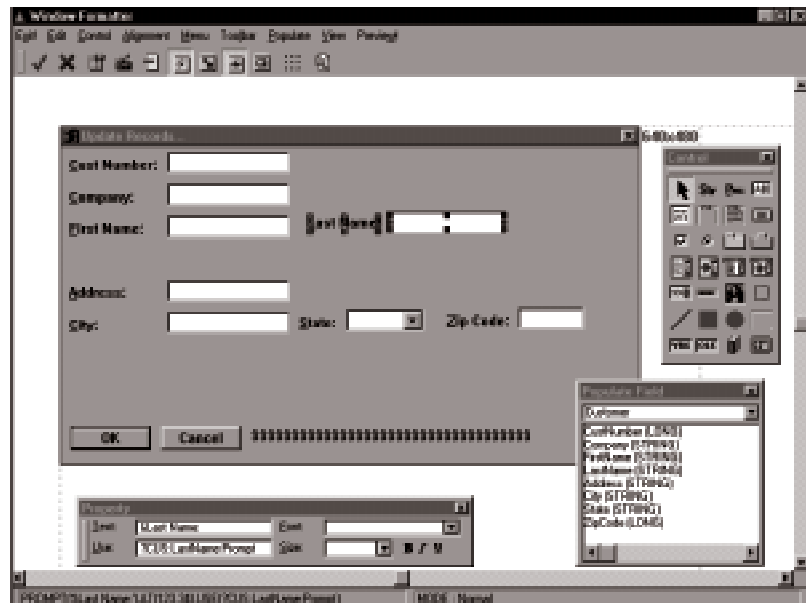 Window Formatter
Exit Edit Control Alignment Menu Toolbar Populate View Preview!
Update Records...
640x480
Cust Number:
Company:
First Name:
Last Name
Address:
City:
State:
Zip Code:
OK
Cancel
Control
Populate Field
Customer
CustNumber (LONG)
Company (STRING)
FirstName (STRING)
LastName (STRING)
Address (STRING)
City (STRING)
State (STRING)
ZipCode (LONG)
Property
Text: &Last Name
Font:
Use: ?CUS:LastName:Prompt
Size:
B I U
MODE : Normal